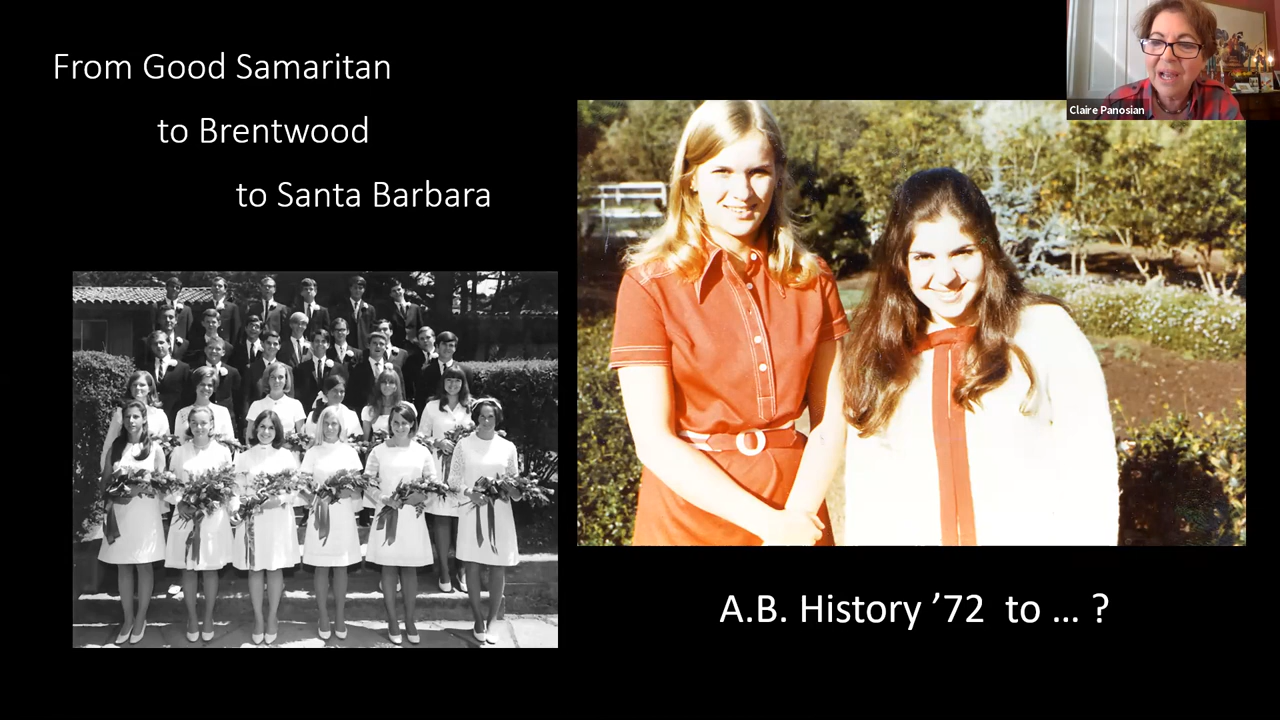 From Good Samaritan
to Brentwood
to Santa Barbara
Claire Panosian
A.B. History ’72 to ... ?